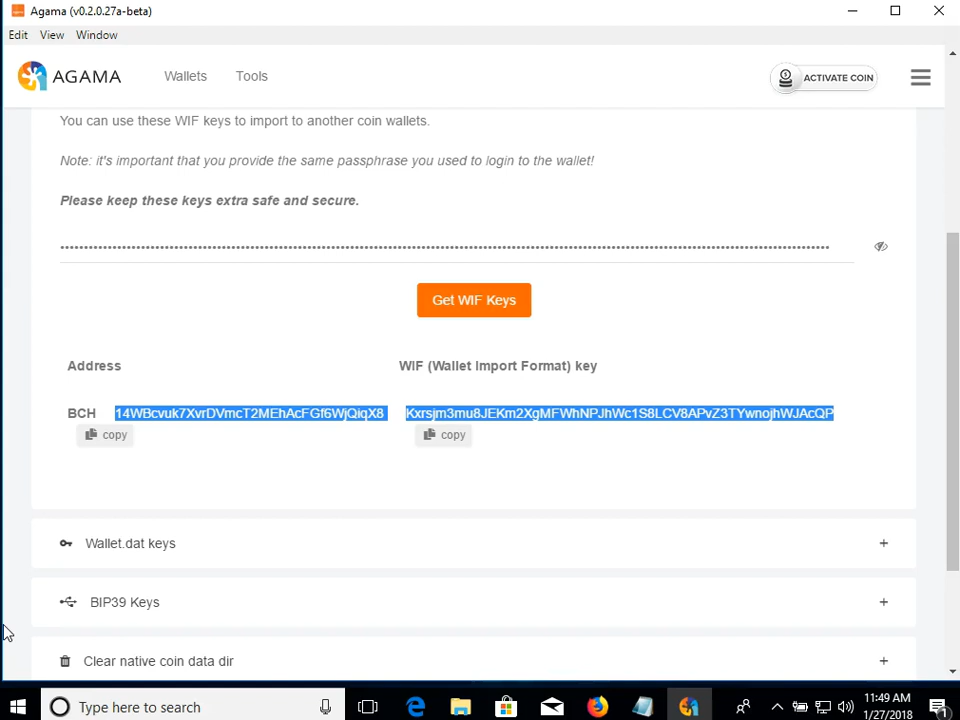 Agama (v0.2.0.27a-beta)
Edit View Window
AGAMA Wallets Tools ACTIVATE COIN
You can use these WIF keys to import to another coin wallets.
Note: it's important that you provide the same passphrase you used to login to the wallet!
Please keep these keys extra safe and secure.
Get WIF Keys
Address WIF (Wallet Import Format) key
BCH 14WBcvuk7XvrDVmcT2MEhAcFGf6WjQiqX8 Kxrsjm3mu8JEKm2XgMFWhNPJhWc1S8LCV8APvZ3TYwnojhWJAcQP
copy copy
Wallet.dat keys +
BIP39 Keys +
Clear native coin data dir +
Type here to search
11:49 AM
1/27/2018
1